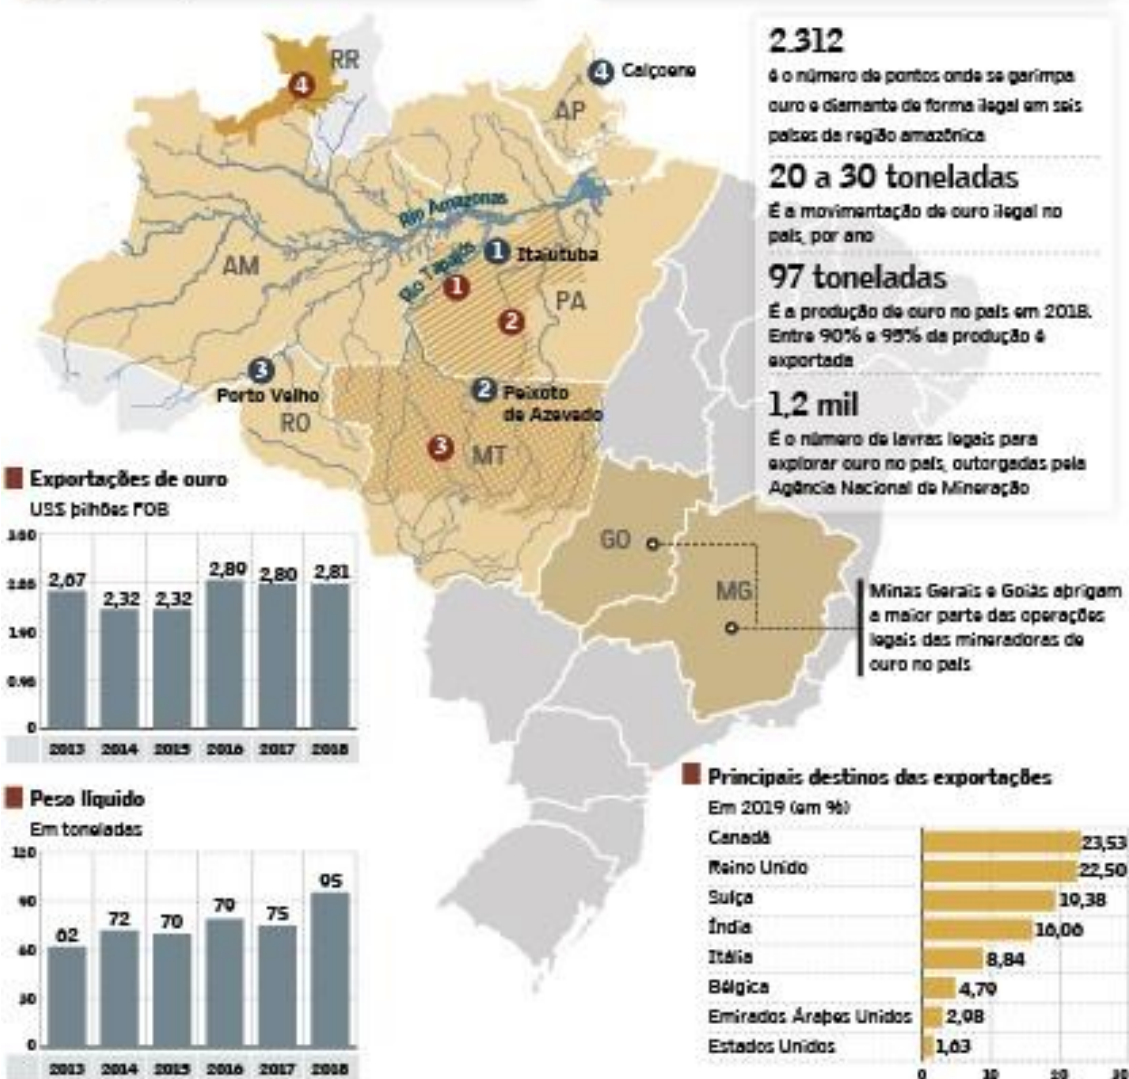 RR
4
4 Calçoene
AP
Rio Amazonas
1 Itaiutuba
Rio Tapajós
1
AM
PA
2
3
Porto Velho
2 Peixoto
de Azevedo
RO
3
MT
GO
MG
2.312
é o número de pontos onde se garimpa
ouro e diamante de forma ilegal em seis
países da região amazônica
20 a 30 toneladas
É a movimentação de ouro ilegal no
país, por ano
97 toneladas
É a produção de ouro no país em 2018.
Entre 90% e 95% da produção é
exportada
1,2 mil
É o número de lavras legais para
explorar ouro no país, outorgadas pela
Agência Nacional de Mineração
Minas Gerais e Goiás abrigam
a maior parte das operações
legais das mineradoras de
ouro no país
Exportações de ouro
US$ bilhões FOB
3.80
2.85
1.90
0.95
0
2,67
2,32
2,32
2,89
2,80
2,81
2013 2014 2015 2016 2017 2018
Peso líquido
Em toneladas
120
90
60
30
0
62
72
70
79
75
95
2013 2014 2015 2016 2017 2018
Principais destinos das exportações
Em 2019 (em %)
Canadá 23,53
Reino Unido 22,50
Suíça 19,38
Índia 16,06
Itália 8,84
Bélgica 4,79
Emirados Árabes Unidos 2,98
Estados Unidos 1,63
0 10 20 30